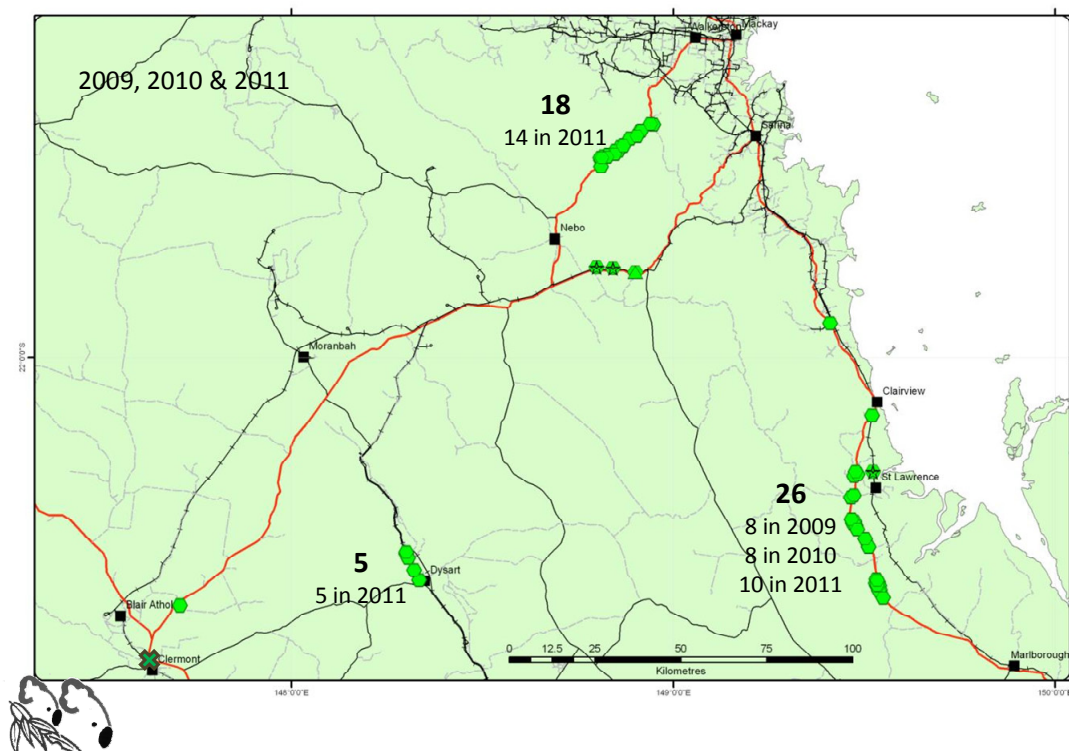 Walkerston
Mackay
2009, 2010 & 2011
18
14 in 2011
Sarina
Nebo
22°0'0"S
Moranbah
Clairview
St Lawrence
26
8 in 2009
8 in 2010
10 in 2011
5
5 in 2011
Dysart
Blair Athol
Clermont
Marlborough
0 12.5 25 50 75 100
Kilometres
148°0'0"E
149°0'0"E
150°0'0"E